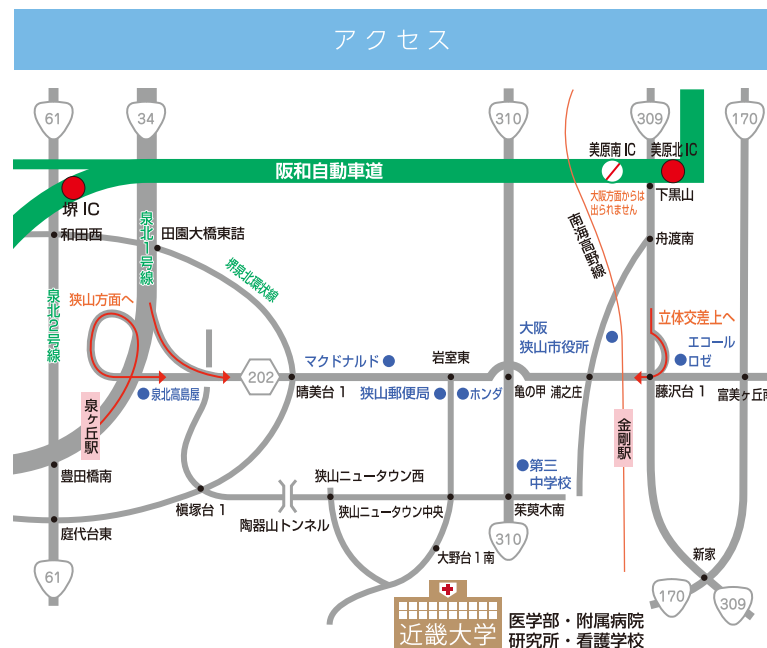 アクセス
61
34
310
309
170
美原南IC
美原北IC
阪和自動車道
堺IC
大阪方面からは
出られません
下黒山
和田西
泉北1号線
田園大橋東詰
南海高野線
舟渡南
堺泉北環状線
泉北2号線
狭山方面へ
立体交差上へ
大阪
狭山市役所
エコール
ロゼ
マクドナルド
岩室東
202
泉北高島屋
晴美台1
狭山郵便局
ホンダ
亀の甲
浦之庄
藤沢台1
富美ヶ丘南
泉ヶ丘駅
金剛駅
豊田橋南
狭山ニュータウン西
第三
中学校
槇塚台1
陶器山トンネル
狭山ニュータウン中央
茱萸木南
庭代台東
310
大野台1南
新家
61
170
309
近畿大学
医学部・附属病院
研究所・看護学校